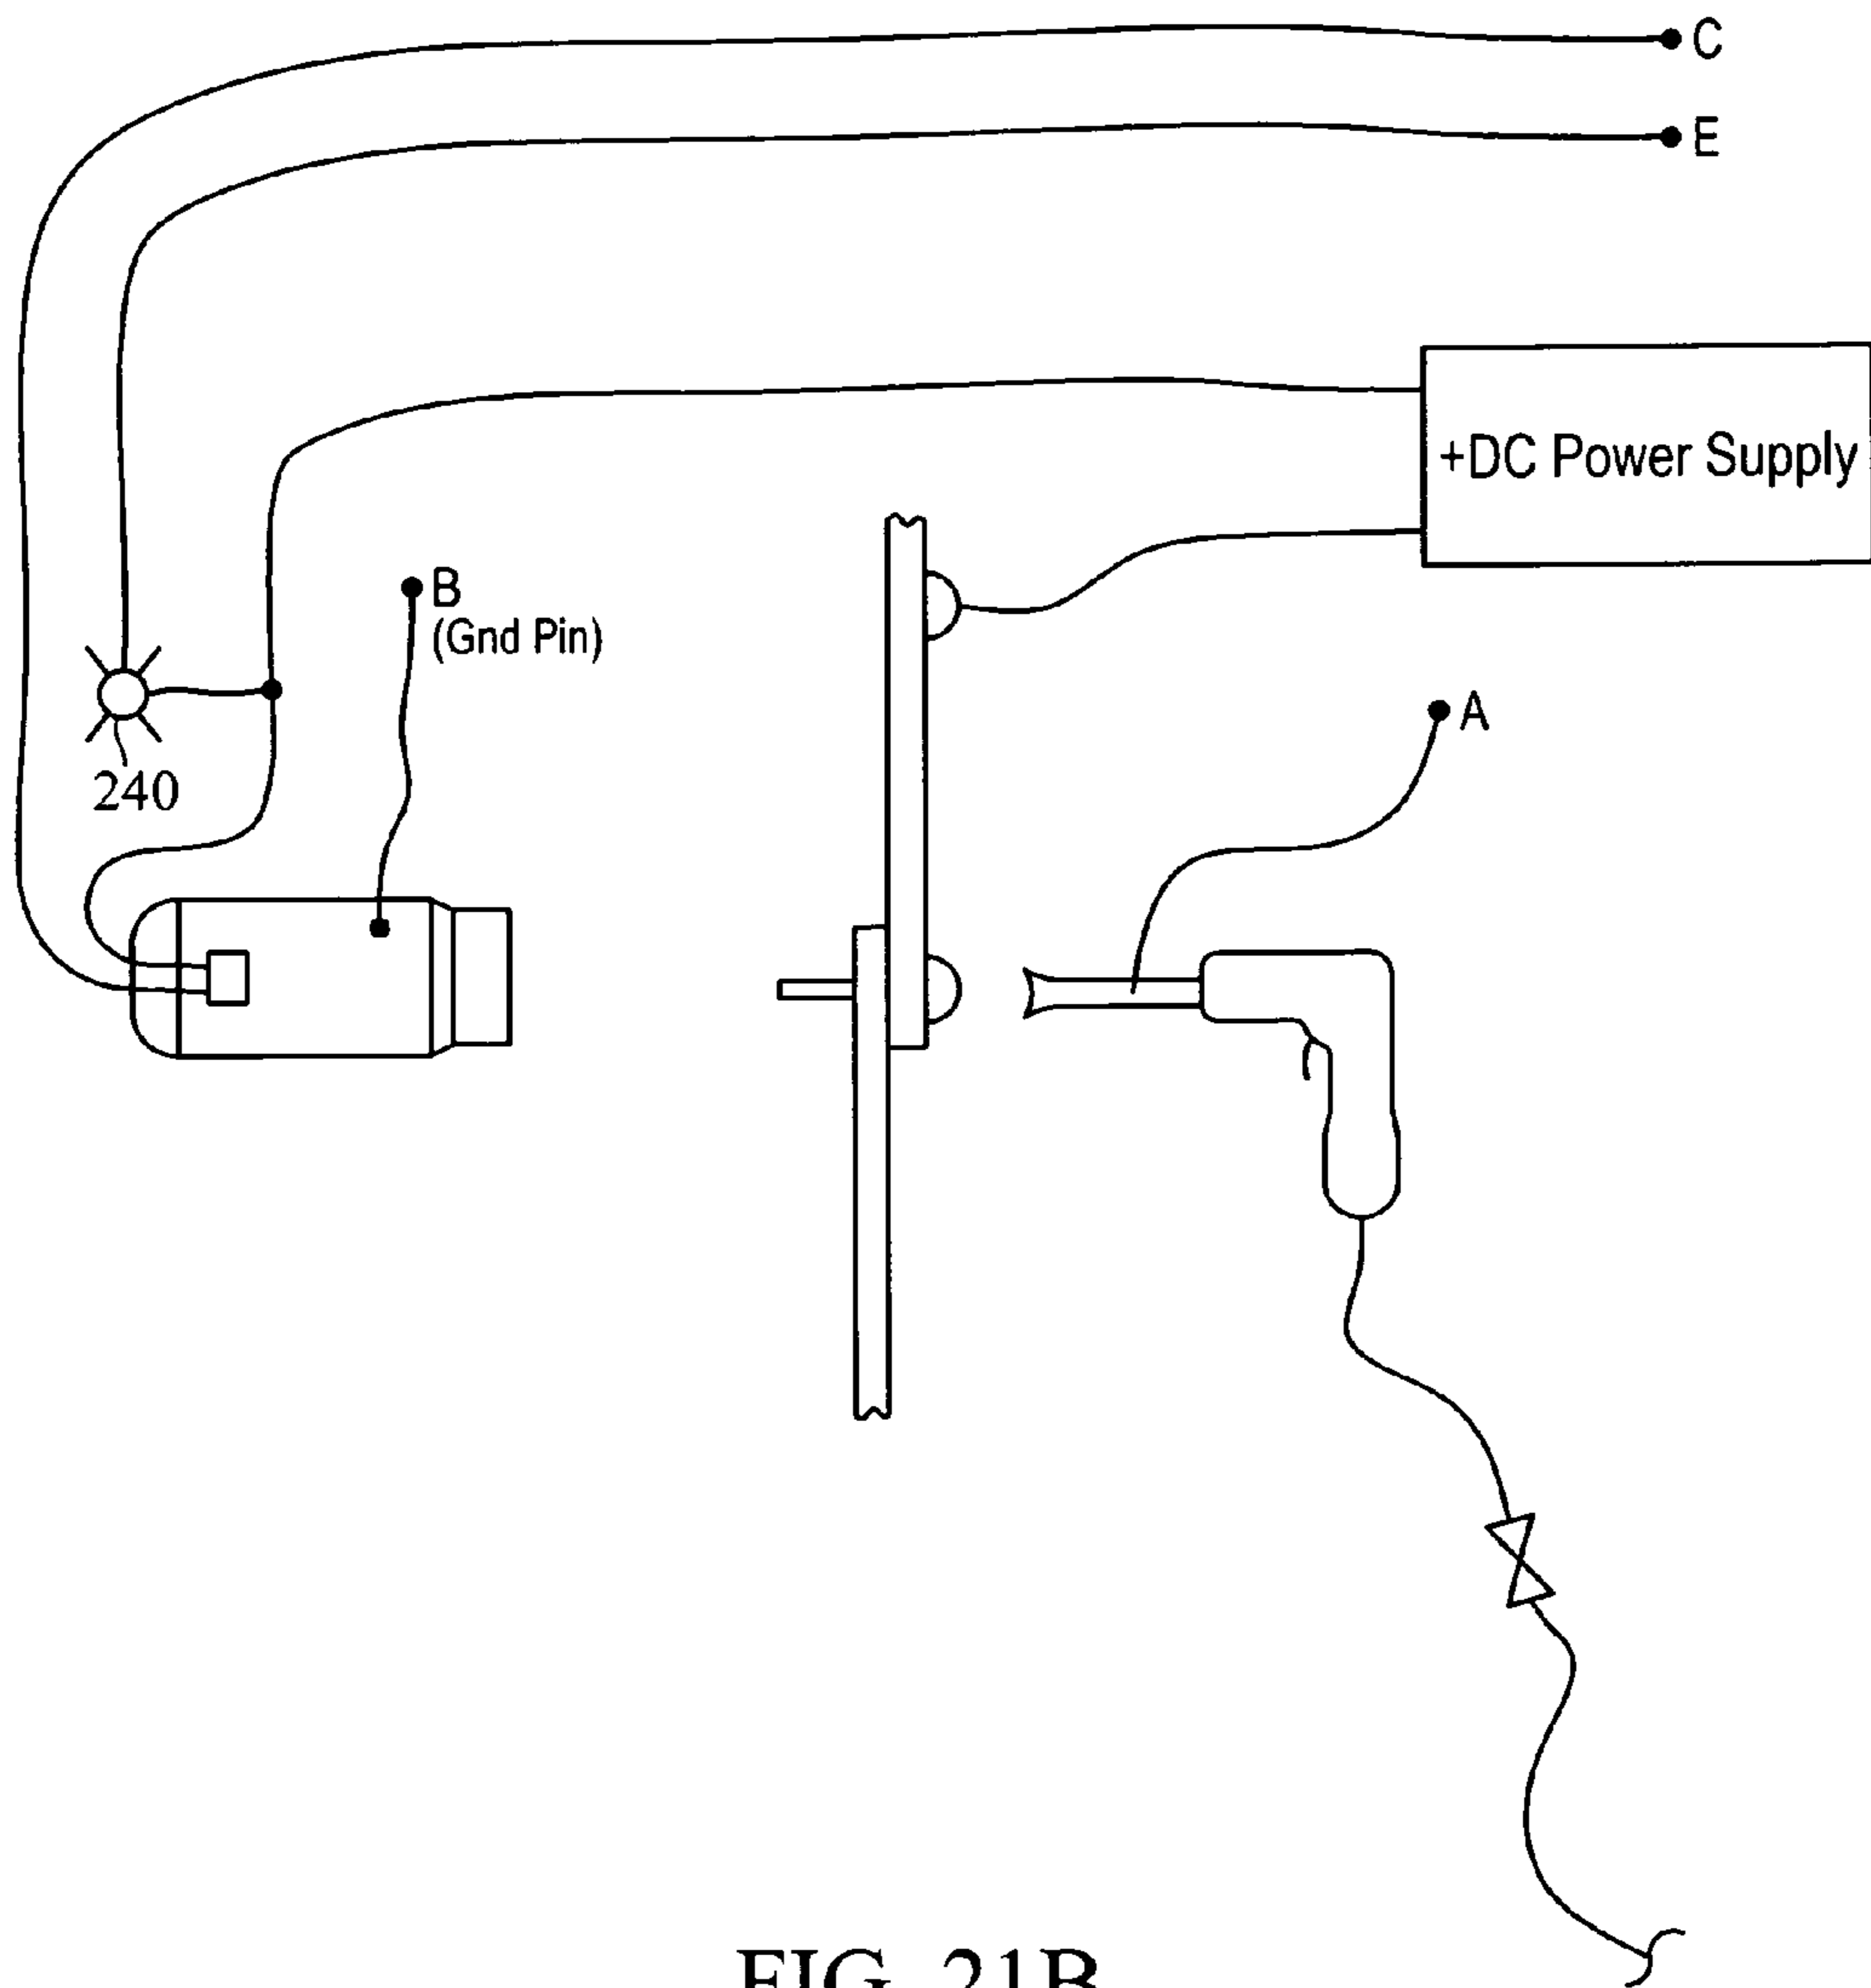 C
E
+DC Power Supply
B
(Gnd Pin)
A
240
FIG. 21B